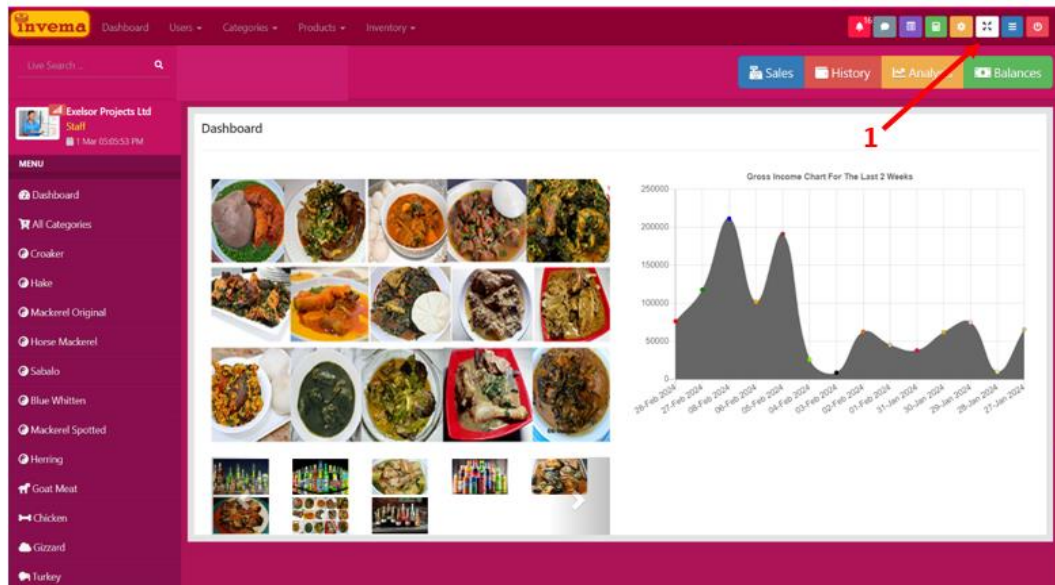 invema Dashboard Users Categories Products Inventory 16
Live Search ...
Sales History Analysis Balances
Exelsor Projects Ltd
Staff
1 Mar 05:05:53 PM
1
MENU
Dashboard
All Categories
Croaker
Hake
Mackerel Original
Horse Mackerel
Sabalo
Blue Whitten
Mackerel Spotted
Herring
Goat Meat
Chicken
Gizzard
Turkey
Dashboard
Gross Income Chart For The Last 2 Weeks
250000
200000
150000
100000
50000
0
28-Feb 2024
27-Feb 2024
08-Feb 2024
06-Feb 2024
05-Feb 2024
04-Feb 2024
03-Feb 2024
02-Feb 2024
01-Feb 2024
31-Jan 2024
30-Jan 2024
29-Jan 2024
28-Jan 2024
27-Jan 2024